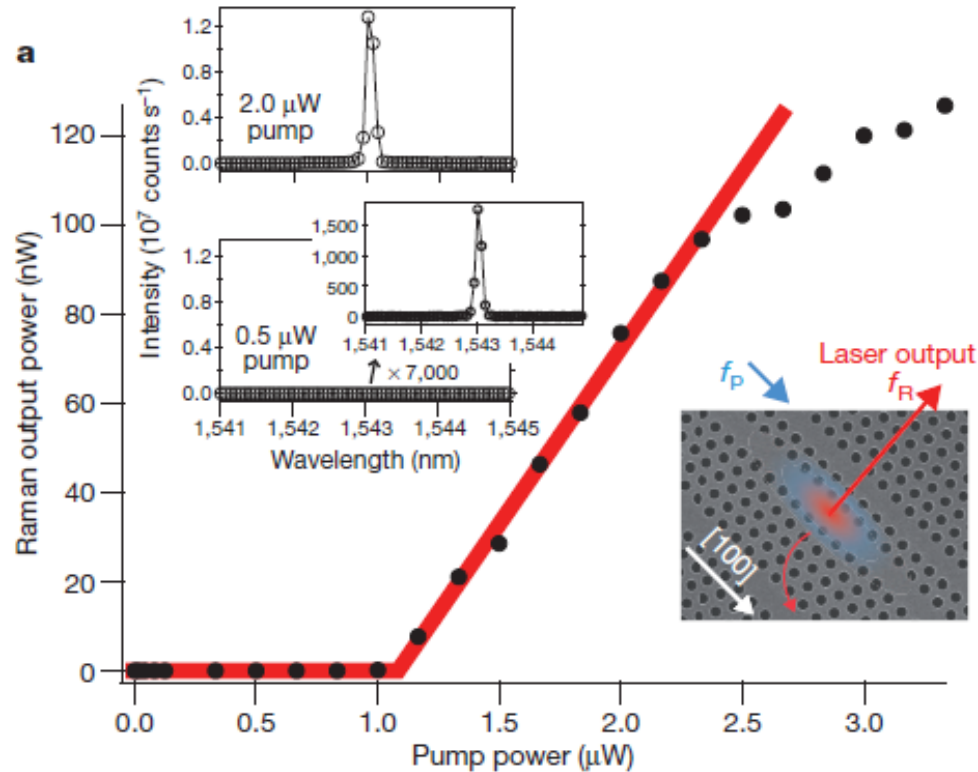 a
Raman output power (nW)
120
100
80
60
40
20
0
0.0 0.5 1.0 1.5 2.0 2.5 3.0
Pump power (μW)
Intensity (10⁷ counts s⁻¹)
1.2
0.8
0.4
0.0
2.0 μW
pump
1.2
0.8
0.4
0.0
0.5 μW
pump
1,541 1,542 1,543 1,544 1,545
Wavelength (nm)
1,500
1,000
500
0
1,541 1,542 1,543 1,544
× 7,000
Laser output
fP
fR
[100]